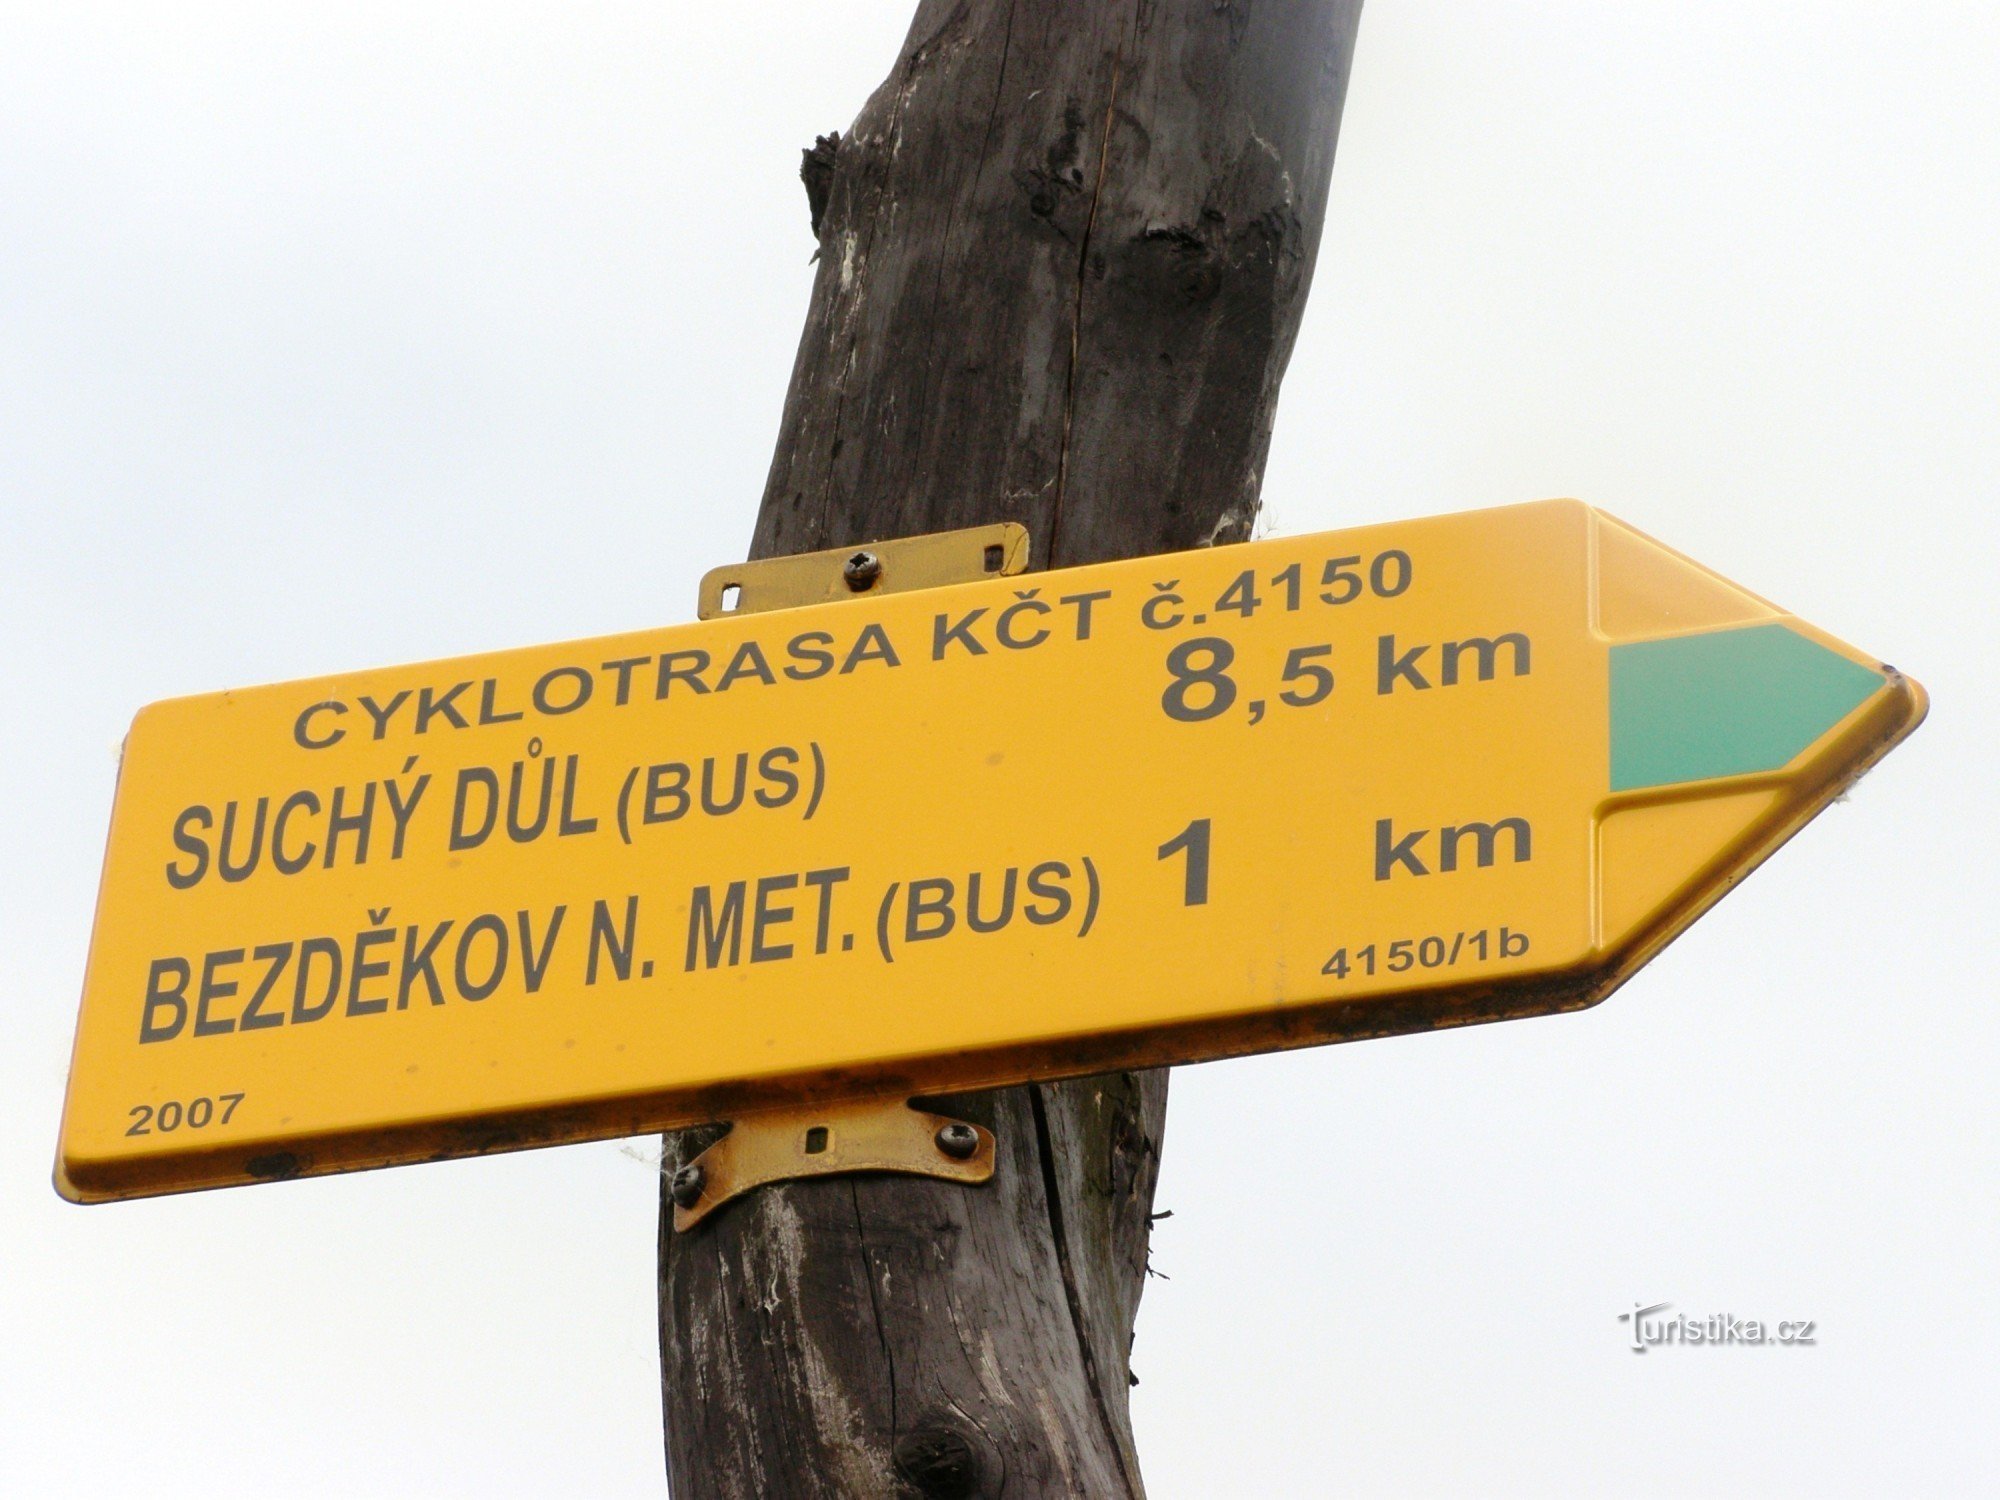 CYKLOTRASA KČT č.4150
SUCHÝ DŮL (BUS) 8,5 km
BEZDĚKOV N. MET. (BUS) 1 km
2007 4150/1b
Turistika.cz